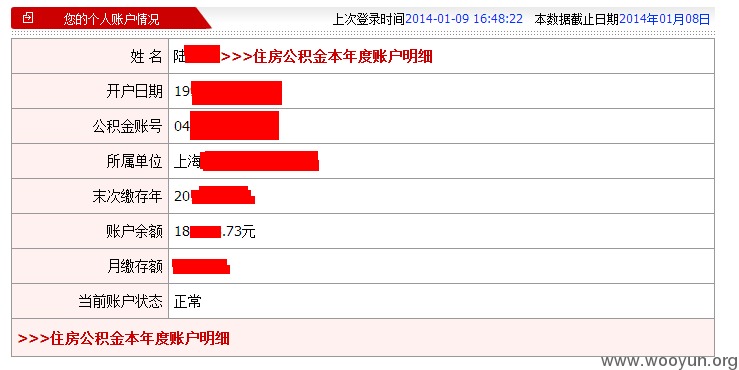 您的个人账户情况 上次登录时间2014-01-09 16:48:22 本数据截止日期2014年01月08日
姓 名 陆 >>>住房公积金本年度账户明细
开户日期 19
公积金账号 04
所属单位 上海
末次缴存年 20
账户余额 18 .73元
月缴存额
当前账户状态 正常
>>>住房公积金本年度账户明细
www.wooyun.org